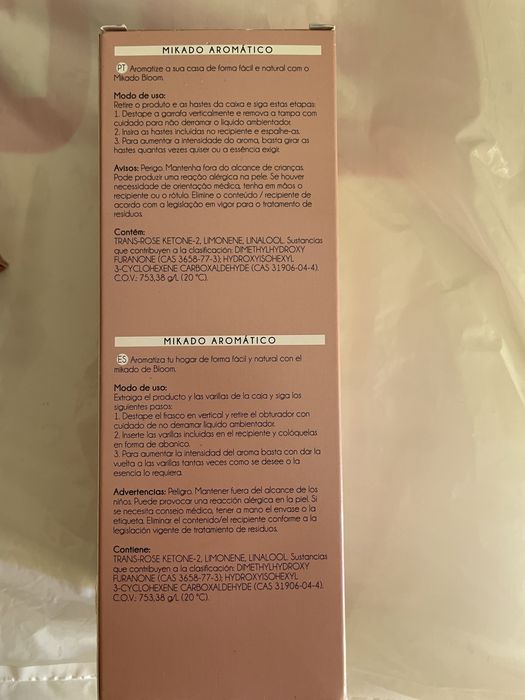 MIKADO AROMÁTICO
PT Aromatize a sua casa de forma fácil e natural com o
Mikado Bloom.
Modo de uso:
Retire o produto e as hastes da caixa e siga estas etapas:
1. Destape a garrafa verticalmente e remova a tampa com
cuidado para não derramar o líquido ambientador.
2. Insira as hastes incluídas no recipiente e espalhe-as.
3. Para aumentar a intensidade do aroma, basta girar as
hastes quantas vezes quiser ou a essência exigir.
Avisos: Perigo. Mantenha fora do alcance de crianças.
Pode produzir uma reação alérgica na pele. Se houver
necessidade de orientação médica, tenha em mãos o
recipiente ou o rótulo. Elimine o conteúdo / recipiente de
acordo com a legislação em vigor para o tratamento de
resíduos.
Contém:
TRANS-ROSE KETONE-2, LIMONENE, LINALOOL. Sustancias
que contribuyen a la clasificación: DIMETHYLHYDROXY
FURANONE (CAS 3658-77-3); HYDROXYISOHEXYL
3-CYCLOHEXENE CARBOXALDEHYDE (CAS 31906-04-4).
C.O.V.: 753,38 g/L (20 °C).
MIKADO AROMÁTICO
ES Aromatiza tu hogar de forma fácil y natural con el
mikado de Bloom.
Modo de uso:
Extraiga el producto y las varillas de la caja y siga los
siguientes pasos:
1. Destape el frasco en vertical y retire el obturador con
cuidado de no derramar líquido ambientador.
2. Inserte las varillas incluidas en el recipiente y colóquelas
en forma de abanico.
3. Para aumentar la intensidad del aroma basta con dar la
vuelta a las varillas tantas veces como se desee o la
esencia lo requiera.
Advertencias: Peligro. Mantener fuera del alcance de los
niños. Puede provocar una reacción alérgica en la piel. Si
se necesita consejo médico, tener a mano el envase o la
etiqueta. Eliminar el contenido/el recipiente conforme a la
legislación vigente de tratamiento de residuos.
Contiene:
TRANS-ROSE KETONE-2, LIMONENE, LINALOOL. Sustancias
que contribuyen a la clasificación: DIMETHYLHYDROXY
FURANONE (CAS 3658-77-3); HYDROXYISOHEXYL
3-CYCLOHEXENE CARBOXALDEHYDE (CAS 31906-04-4).
C.O.V.: 753,38 g/L (20 °C).